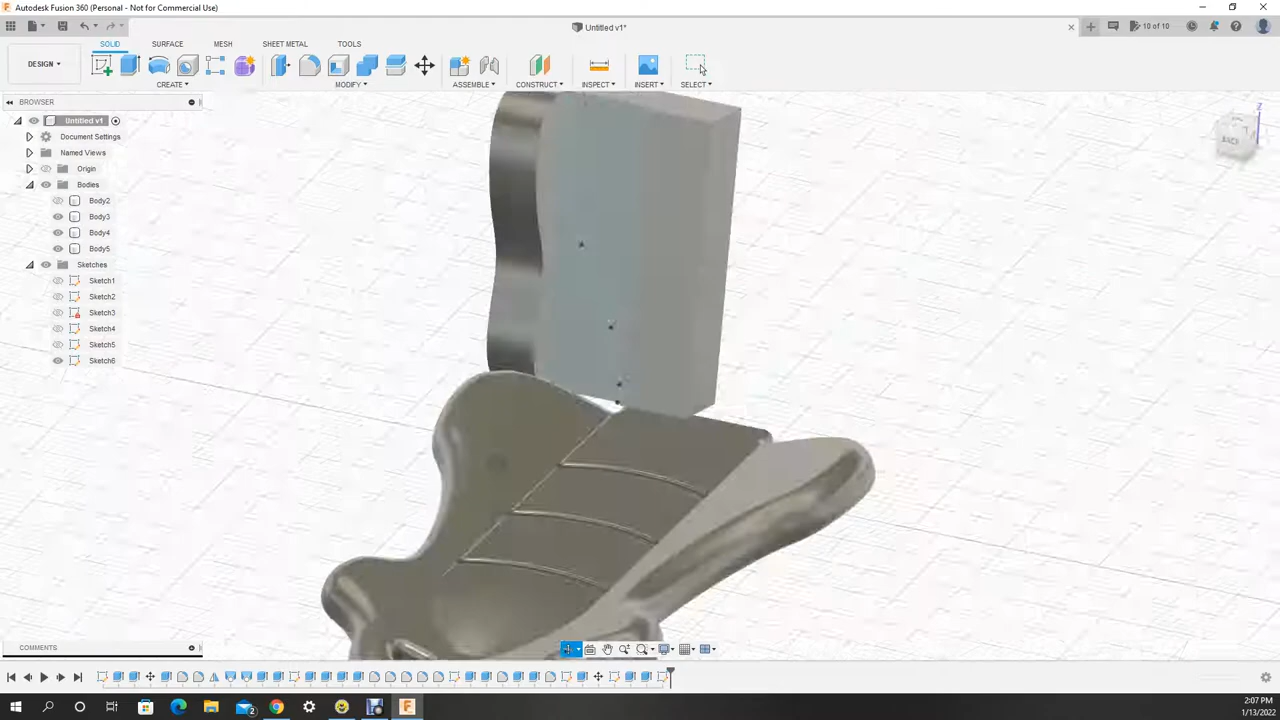 Autodesk Fusion 360 (Personal - Not for Commercial Use)
Untitled v1*
10 of 10
SOLID SURFACE MESH SHEET METAL TOOLS
DESIGN
CREATE MODIFY ASSEMBLE CONSTRUCT INSPECT INSERT SELECT
BROWSER
Untitled v1
Document Settings
Named Views
Origin
Bodies
Body2
Body3
Body4
Body5
Sketches
Sketch1
Sketch2
Sketch3
Sketch4
Sketch5
Sketch6
Z
COMMENTS
2:07 PM
1/13/2022